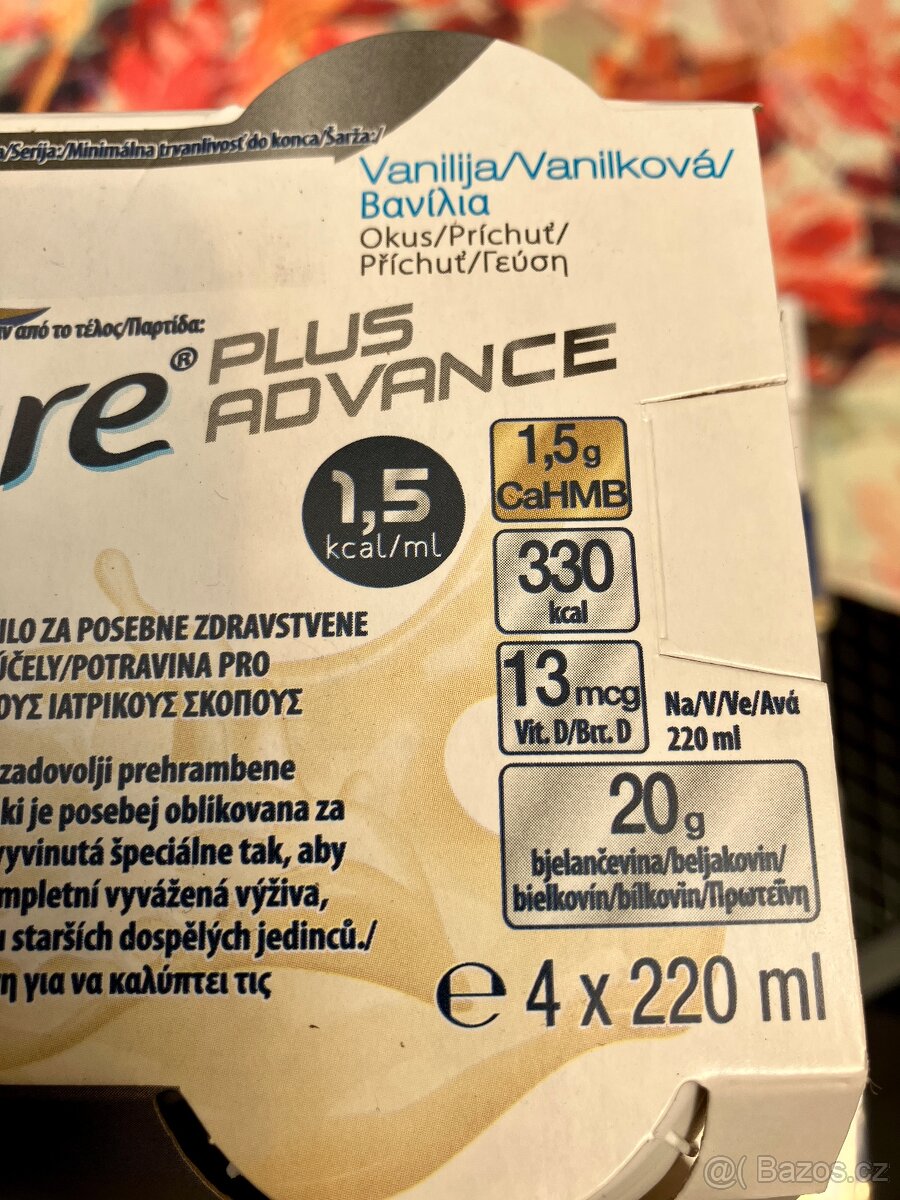 /Serija:/Minimálna trvanlivosť do konca/Šarža:/
Vanilija/Vanilková/
Βανίλια
Okus/Príchuť/
Příchuť/Γεύση
από το τέλος/Παρτίδα:
re® PLUS
ADVANCE
1,5
kcal/ml
1,5g
CaHMB
330
kcal
13 mcg
Vit. D/Βιτ. D
Na/V/Ve/Ανά
220 ml
20g
bjelančevina/beljakovin/
bielkovín/bílkovin/Πρωτεΐνη
ILO ZA POSEBNE ZDRAVSTVENE
ÚČELY/POTRAVINA PRO
ΟΥΣ ΙΑΤΡΙΚΟΥΣ ΣΚΟΠΟΥΣ
zadovolji prehrambene
ki je posebej oblikovana za
vyvinutá špeciálne tak, aby
mpletní vyvážená výživa,
u starších dospělých jedinců./
η για να καλύπτει τις
℮ 4 x 220 ml
@( Bazos.cz